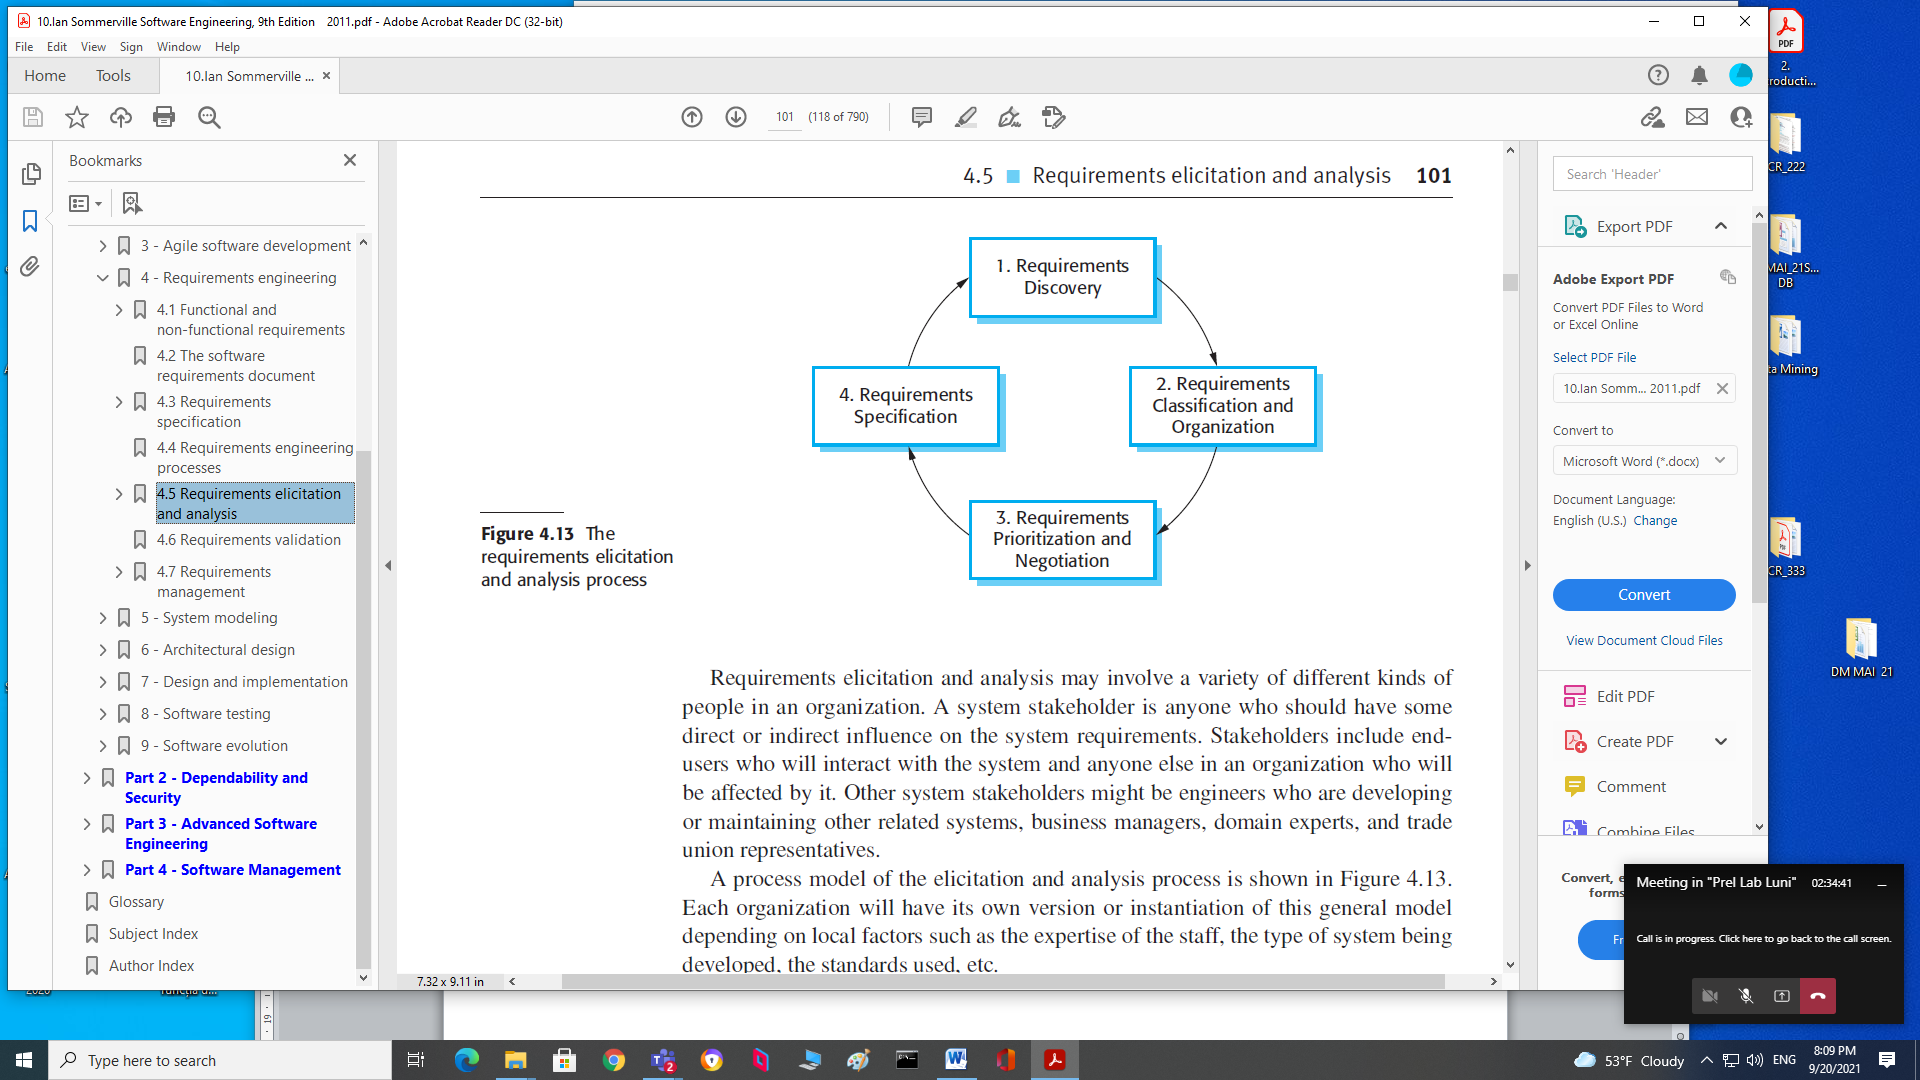 10.Ian Sommerville Software Engineering, 9th Edition    2011.pdf - Adobe Acrobat Reader DC (32-bit)
File Edit View Sign Window Help
Home Tools 10.Ian Sommerville ...
101 (118 of 790)
Bookmarks
3 - Agile software development
4 - Requirements engineering
4.1 Functional and
non-functional requirements
4.2 The software
requirements document
4.3 Requirements
specification
4.4 Requirements engineering
processes
4.5 Requirements elicitation
and analysis
4.6 Requirements validation
4.7 Requirements
management
5 - System modeling
6 - Architectural design
7 - Design and implementation
8 - Software testing
9 - Software evolution
Part 2 - Dependability and
Security
Part 3 - Advanced Software
Engineering
Part 4 - Software Management
Glossary
Subject Index
Author Index
4.5 Requirements elicitation and analysis 101
1. Requirements
Discovery
2. Requirements
Classification and
Organization
3. Requirements
Prioritization and
Negotiation
4. Requirements
Specification
Figure 4.13 The
requirements elicitation
and analysis process
Requirements elicitation and analysis may involve a variety of different kinds of
people in an organization. A system stakeholder is anyone who should have some
direct or indirect influence on the system requirements. Stakeholders include end-
users who will interact with the system and anyone else in an organization who will
be affected by it. Other system stakeholders might be engineers who are developing
or maintaining other related systems, business managers, domain experts, and trade
union representatives.
A process model of the elicitation and analysis process is shown in Figure 4.13.
Each organization will have its own version or instantiation of this general model
depending on local factors such as the expertise of the staff, the type of system being
developed, the standards used, etc.
7.32 x 9.11 in
Search 'Header'
Export PDF
Adobe Export PDF
Convert PDF Files to Word
or Excel Online
Select PDF File
10.Ian Somm... 2011.pdf
Convert to
Microsoft Word (*.docx)
Document Language:
English (U.S.) Change
Convert
View Document Cloud Files
Edit PDF
Create PDF
Comment
Combine Files
Convert, e
forms
Fr
Meeting in "Prel Lab Luni" 02:34:41
Call is in progress. Click here to go back to the call screen.
PDF
2.
roducti...
CR_222
MAI_21S...
DB
ta Mining
CR_333
DM MAI_21
19
Type here to search
2
53°F Cloudy
ENG
8:09 PM
9/20/2021